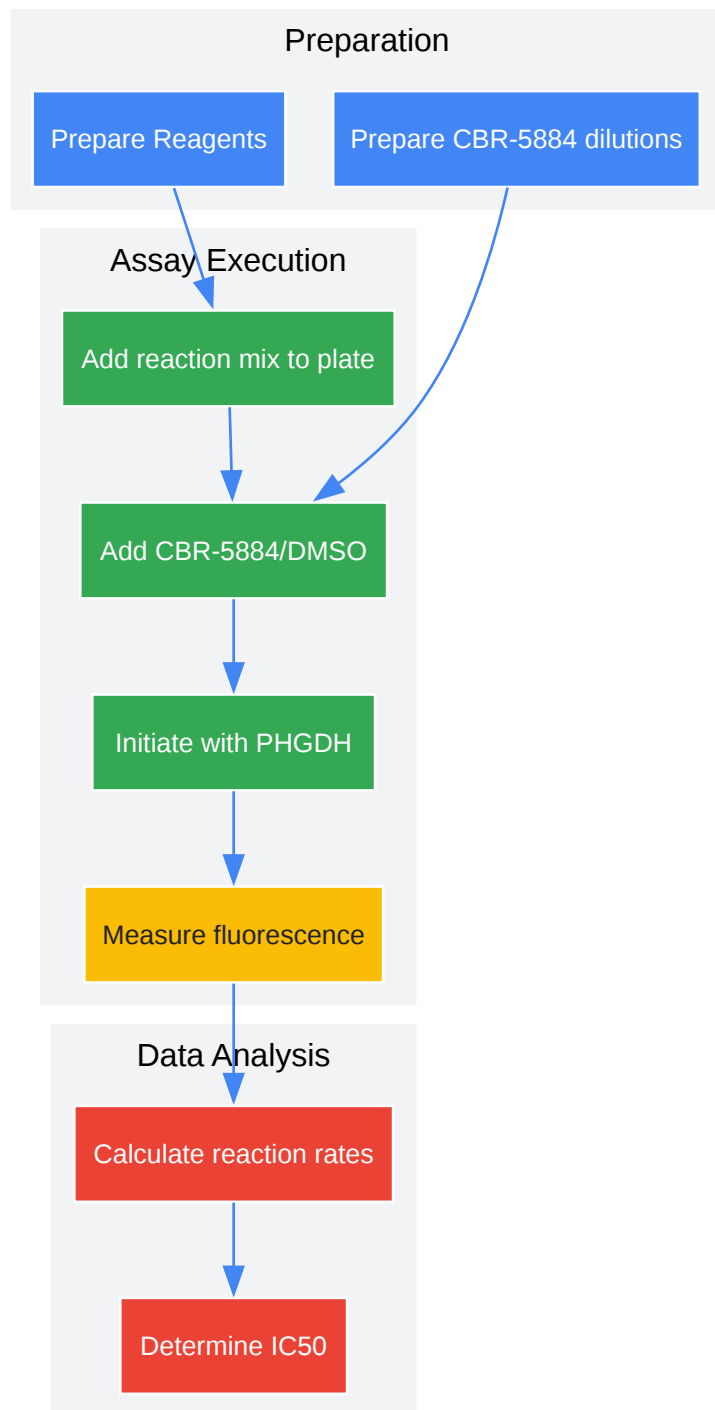 Preparation
Prepare Reagents
Prepare CBR-5884 dilutions
Assay Execution
Add reaction mix to plate
Add CBR-5884/DMSO
Initiate with PHGDH
Measure fluorescence
Data Analysis
Calculate reaction rates
Determine IC50